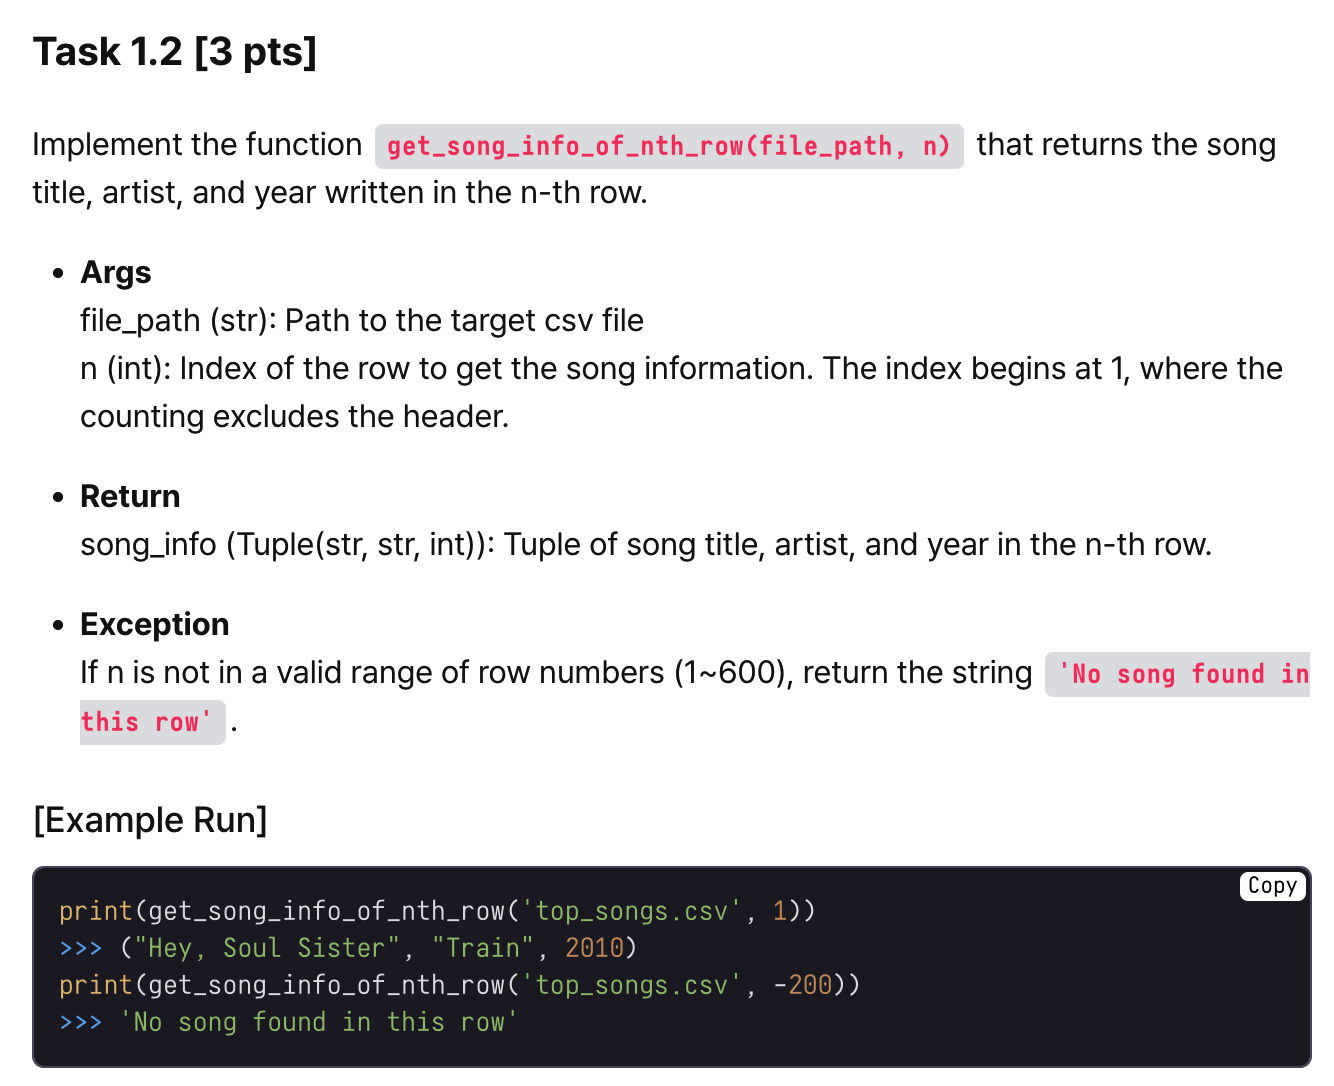 Task 1.2 [3 pts]
Implement the function get_song_info_of_nth_row(file_path, n) that returns the song
title, artist, and year written in the n-th row.
• Args
file_path (str): Path to the target csv file
n (int): Index of the row to get the song information. The index begins at 1, where the
counting excludes the header.
• Return
song_info (Tuple(str, str, int)): Tuple of song title, artist, and year in the n-th row.
• Exception
If n is not in a valid range of row numbers (1~600), return the string 'No song found in
this row' .
[Example Run]
Copy
print(get_song_info_of_nth_row('top_songs.csv', 1))
>>> ("Hey, Soul Sister", "Train", 2010)
print(get_song_info_of_nth_row('top_songs.csv', -200))
>>> 'No song found in this row'